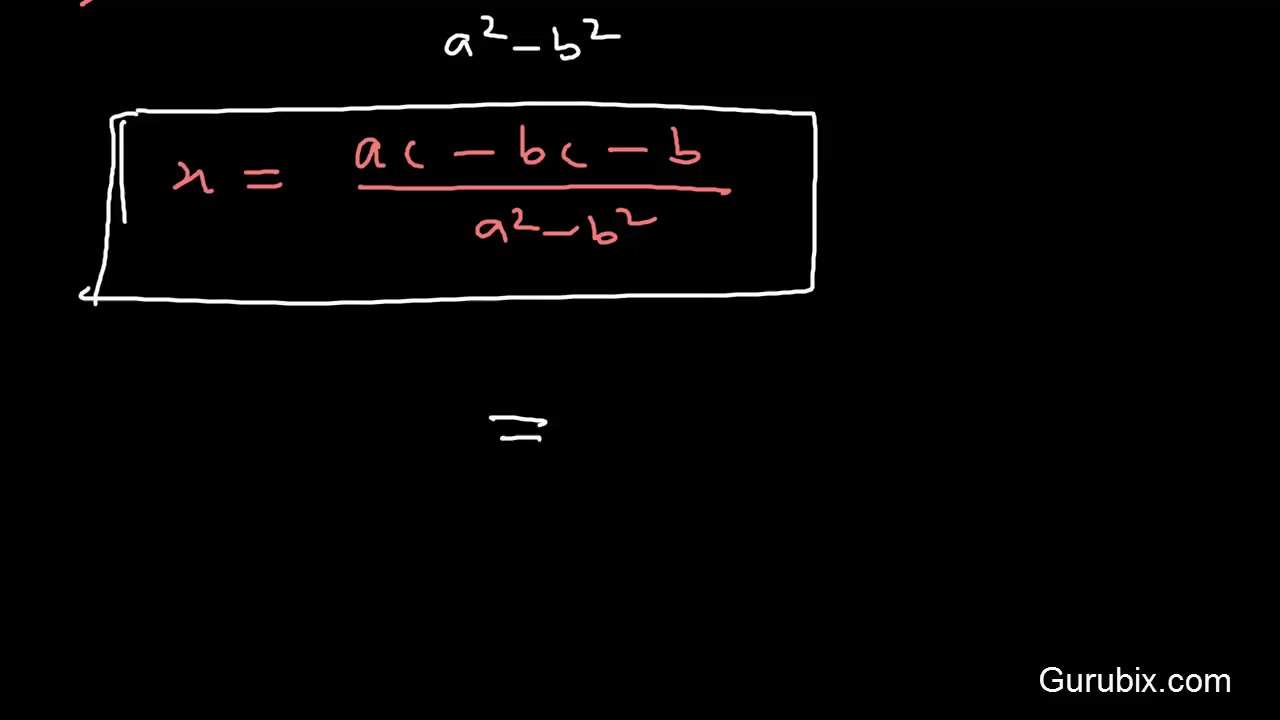 a² - b²
x = ac - bc - b / a² - b²
=
Gurubix.com